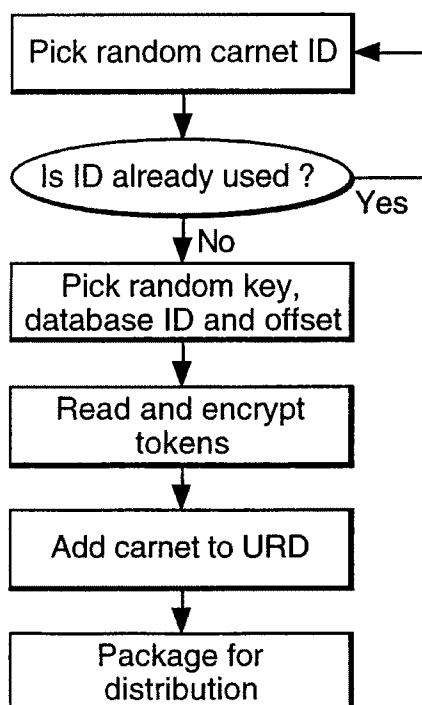 Pick random carnet ID
Is ID already used ?
Yes
No
Pick random key,
database ID and offset
Read and encrypt
tokens
Add carnet to URD
Package for
distribution